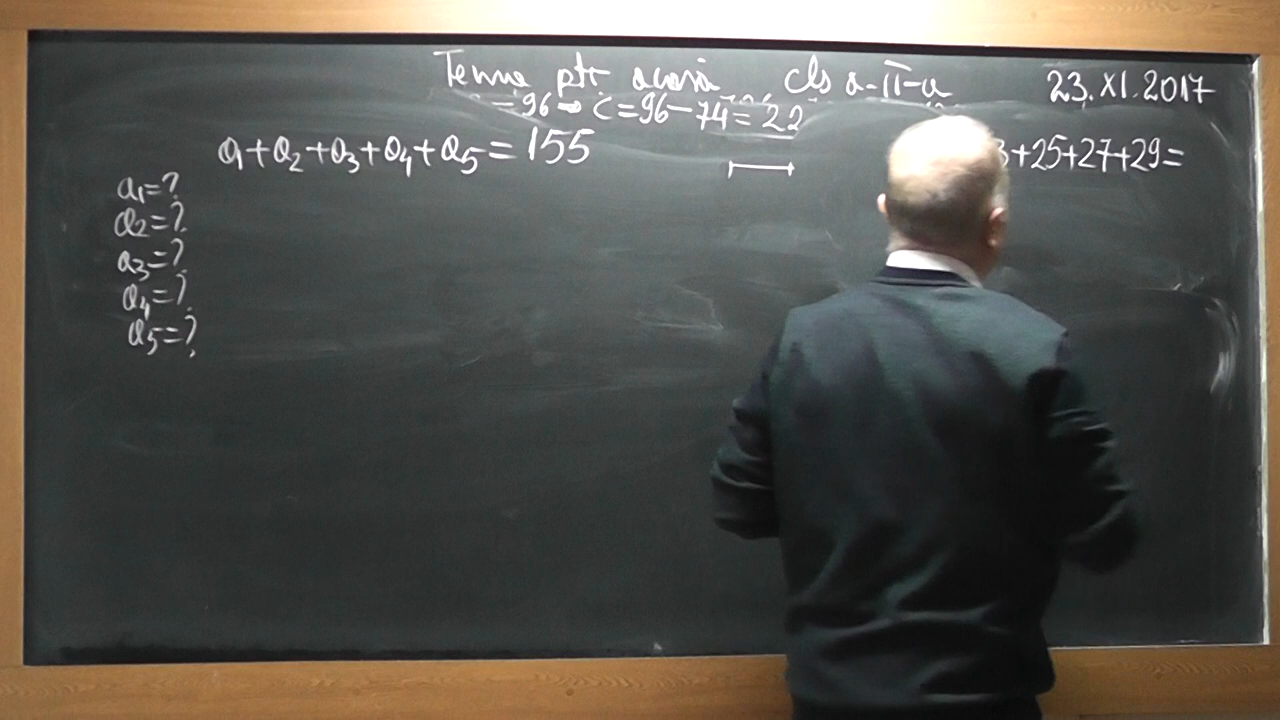 Tema ptr acasă cls a-II-a 23.XI.2017
=96 → c=96-74=22
a1+a2+a3+a4+a5=155
3+25+27+29=
a1=?
a2=?
a3=?
a4=?
a5=?